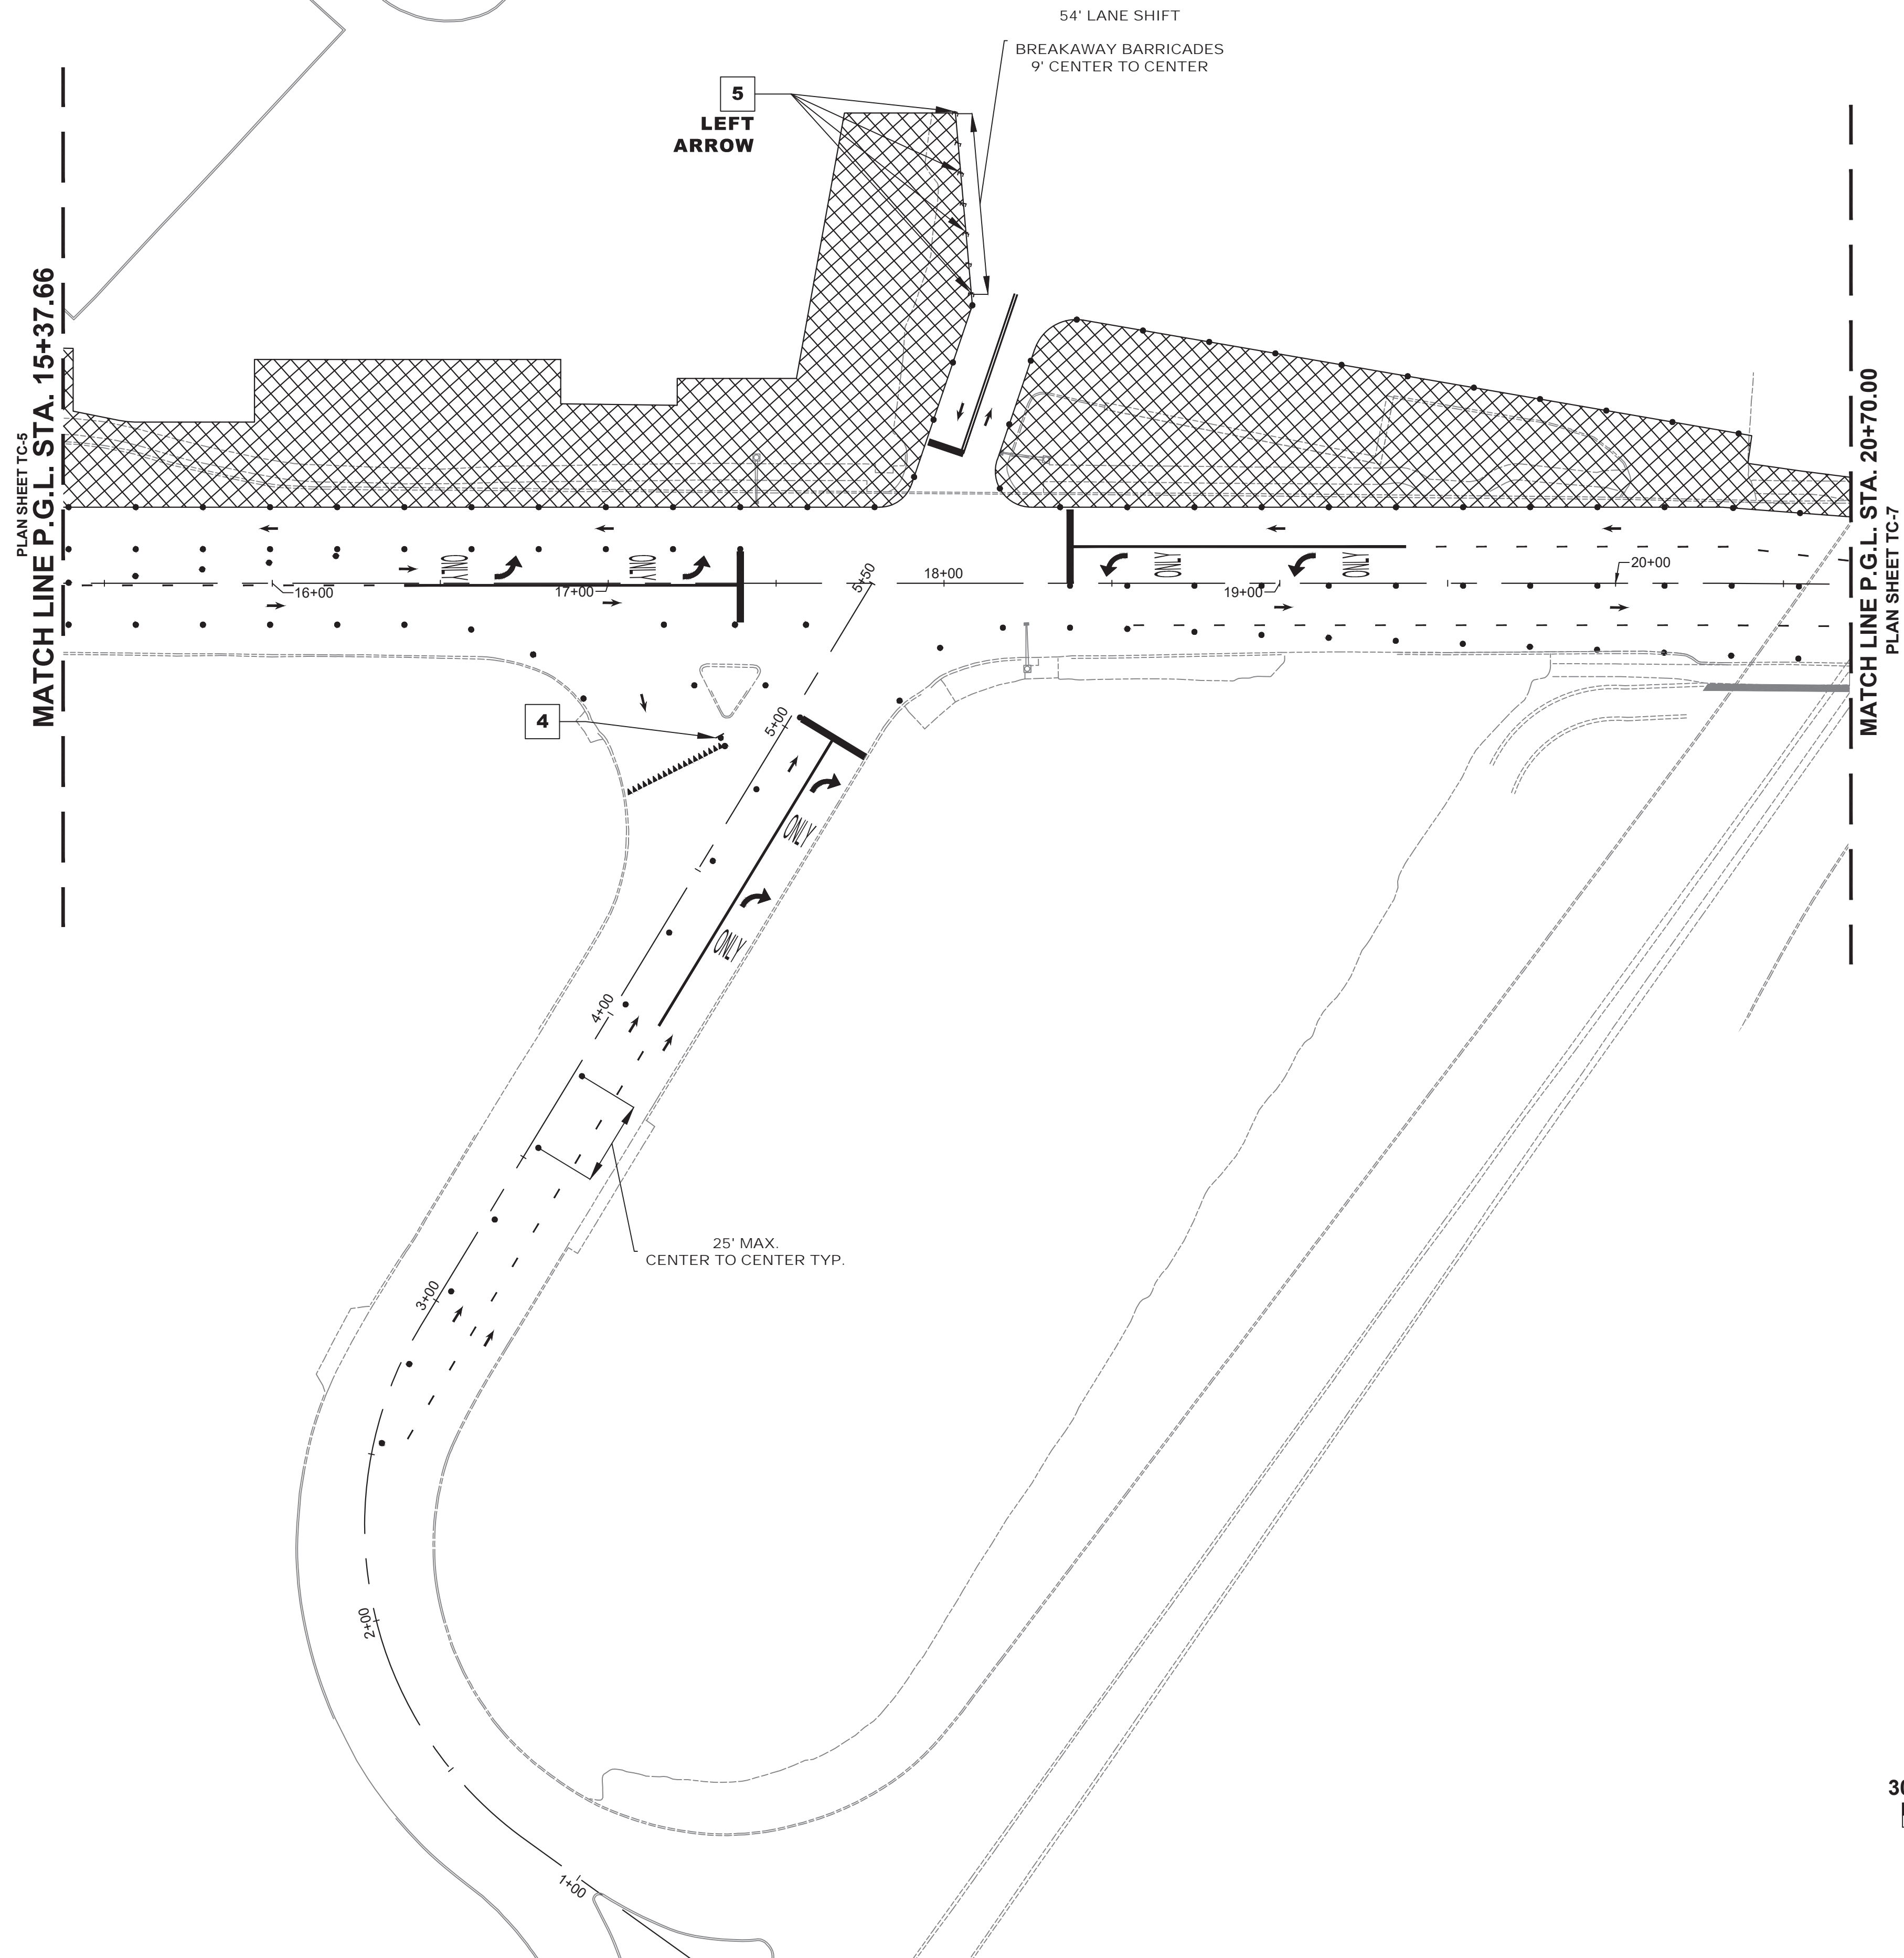 54' LANE SHIFT
BREAKAWAY BARRICADES
9' CENTER TO CENTER
5
LEFT
ARROW
PLAN SHEET TC-5
MATCH LINE P.G.L. STA. 15+37.66
MATCH LINE P.G.L. STA. 20+70.00
PLAN SHEET TC-7
ONLY
ONLY
ONLY
ONLY
16+00
17+00
5+50
18+00
19+00
20+00
4
5+00
ONLY
ONLY
4+00
25' MAX.
CENTER TO CENTER TYP.
3+00
2+00
1+00